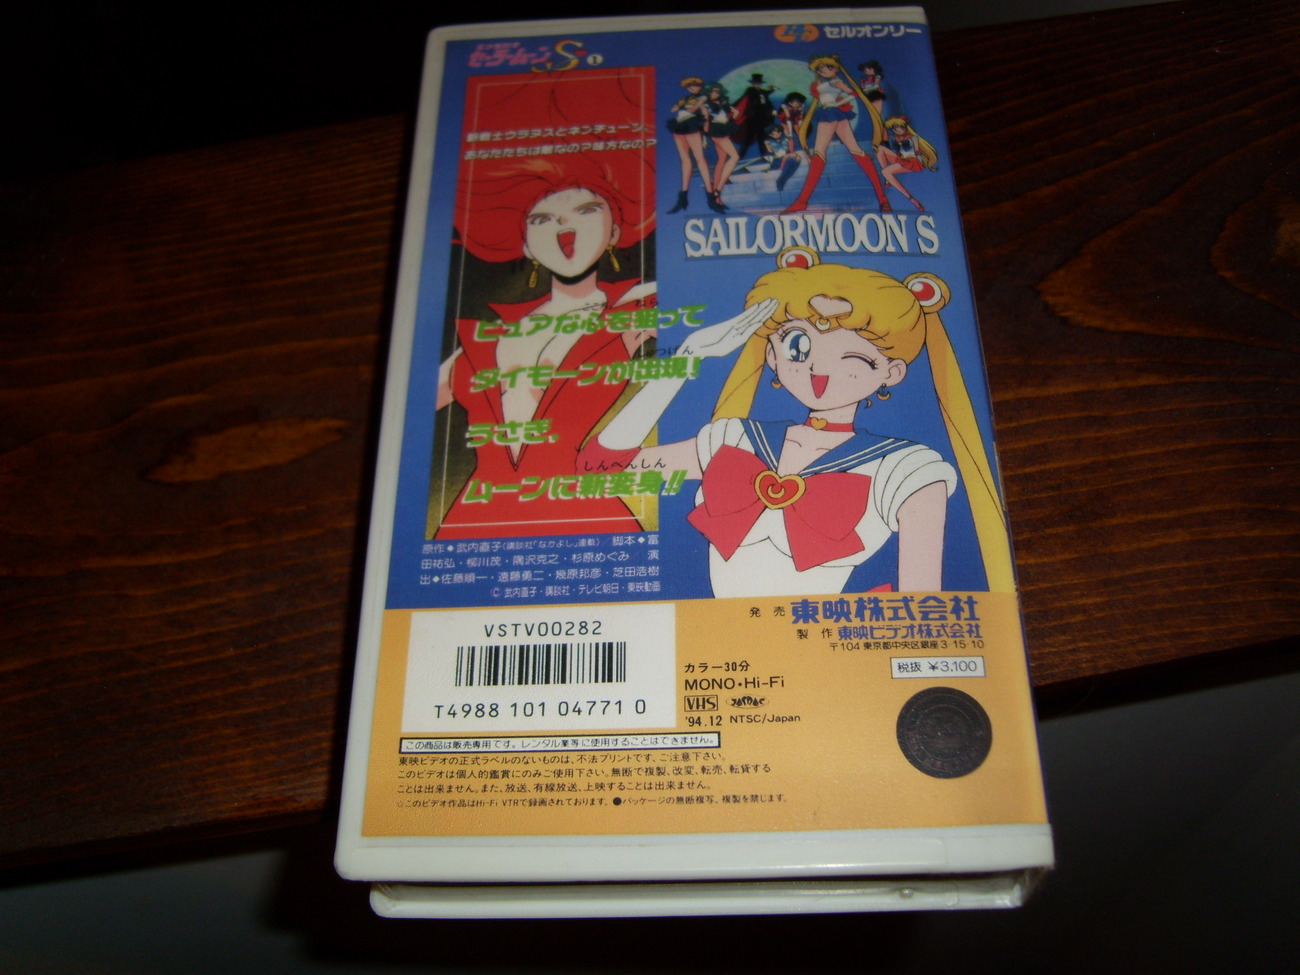 セーラームーンS 1
セルオンリー
新戦士ウラヌスとネプチューン、
あなたたちは敵なの?味方なの?
SAILORMOON S
ピュアな心を狙って
ねら
ダイモーンが出現!
しゅつげん
うさぎ、
ムーンに新変身!!
しんへんしん
原作◆武内直子(講談社「なかよし」連載)/脚本◆富
田祐弘・柳川茂・隅沢克之・杉原めぐみ/演
出◆佐藤順一・遠藤勇二・幾原邦彦・芝田浩樹
© 武内直子・講談社・テレビ朝日・東映動画
発売 東映株式会社
製作 東映ビデオ株式会社
〒104 東京都中央区銀座3-15-10
税抜 ¥3,100
VSTV00282
T4988 101 04771 0
カラー30分
MONO・Hi-Fi
VHS
'94.12 NTSC/Japan
この商品は販売専用です。レンタル業等に使用することはできません。
東映ビデオの正式ラベルのないものは、不法プリントです、ご注意下さい。
このビデオは個人的鑑賞にのみご使用下さい。無断で複製、改変、転売、転貸する
ことは出来ません。また、放送、有線放送、上映することは出来ません。
☆このビデオ作品はHi-Fi VTRで録画されております。●パッケージの無断複写、複製を禁じます。